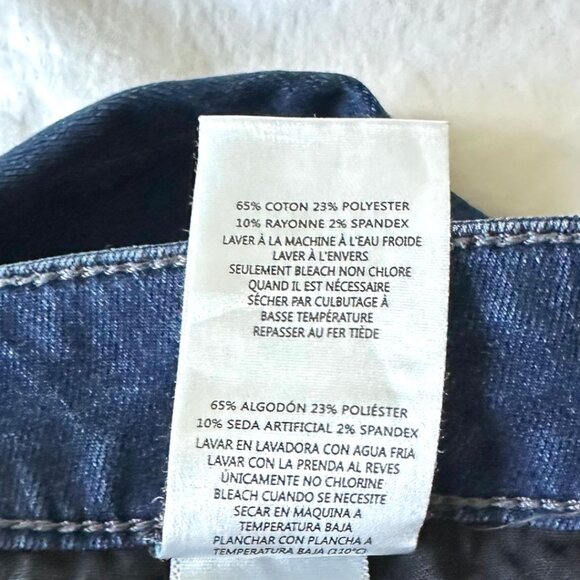 65% COTON 23% POLYESTER
10% RAYONNE 2% SPANDEX
LAVER À LA MACHINE À L'EAU FROIDE
LAVER À L'ENVERS
SEULEMENT BLEACH NON CHLORE
QUAND IL EST NÉCESSAIRE
SÉCHER PAR CULBUTAGE À
BASSE TEMPÉRATURE
REPASSER AU FER TIÈDE
65% ALGODÓN 23% POLIÉSTER
10% SEDA ARTIFICIAL 2% SPANDEX
LAVAR EN LAVADORA CON AGUA FRIA
LAVAR CON LA PRENDA AL REVES
ÚNICAMENTE NO CHLORINE
BLEACH CUANDO SE NECESITE
SECAR EN MAQUINA A
TEMPERATURA BAJA
PLANCHAR CON PLANCHA A
TEMPERATURA BAJA (110°C)